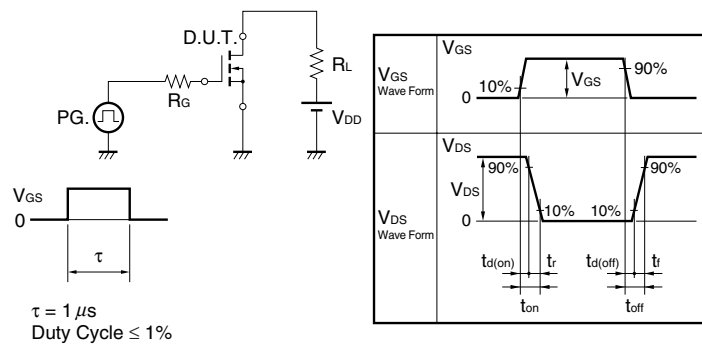 D.U.T.
RG
PG.
RL
VDD
VGS
0
τ
τ = 1 μs
Duty Cycle ≤ 1%
VGS
Wave Form
VGS
10%
0
VGS
90%
VDS
Wave Form
VDS
90%
VDS
0
10%
10%
90%
td(on)
tr
td(off)
tf
ton
toff